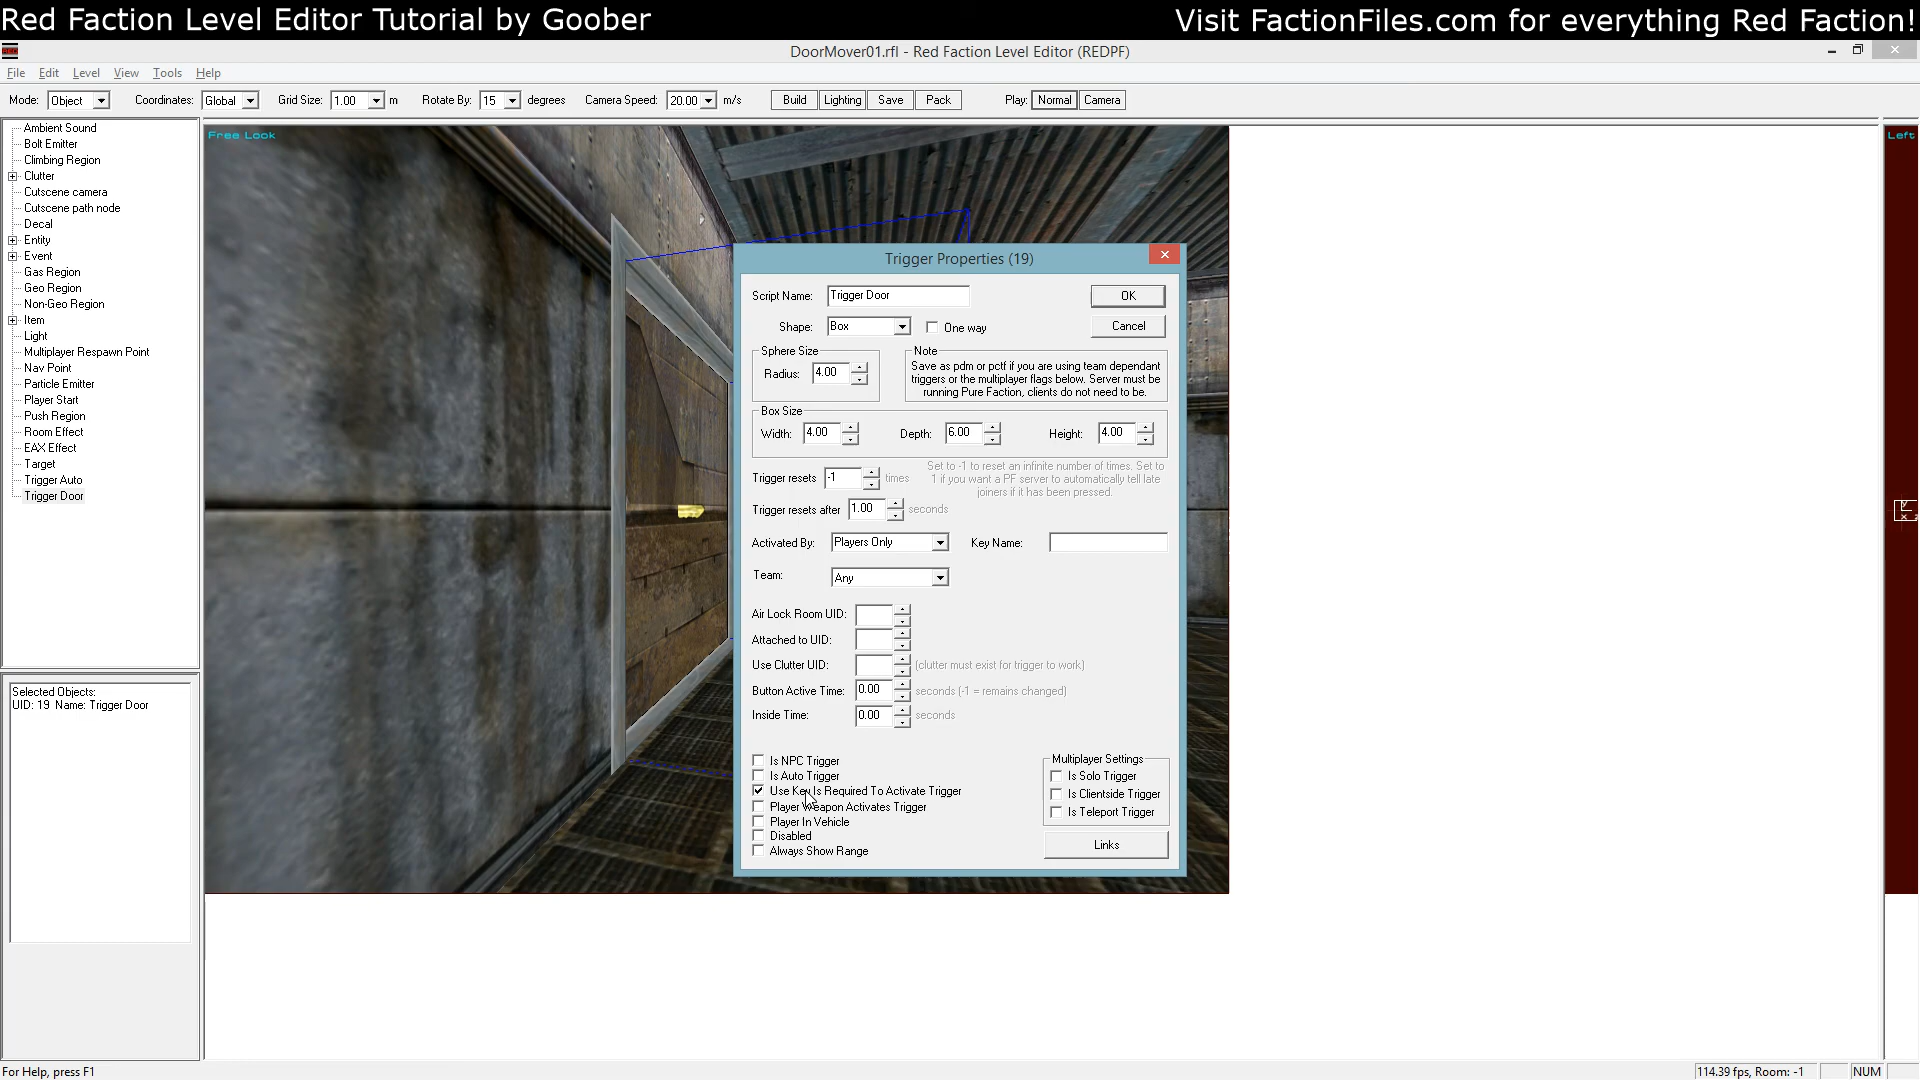 Red Faction Level Editor Tutorial by Goober
Visit FactionFiles.com for everything Red Faction!
DoorMover01.rfl - Red Faction Level Editor (REDPF)
File Edit Level View Tools Help
Mode: Object Coordinates: Global Grid Size: 1.00 m Rotate By: 15 degrees Camera Speed: 20.00 m/s Build Lighting Save Pack Play: Normal Camera
Ambient Sound
Bolt Emitter
Climbing Region
Clutter
Cutscene camera
Cutscene path node
Decal
Entity
Event
Gas Region
Geo Region
Non-Geo Region
Item
Light
Multiplayer Respawn Point
Nav Point
Particle Emitter
Player Start
Push Region
Room Effect
EAX Effect
Target
Trigger Auto
Trigger Door
Selected Objects:
UID: 19 Name: Trigger Door
Free Look
Left
Trigger Properties (19)
Script Name: Trigger Door
OK
Shape: Box One way
Cancel
Sphere Size
Radius: 4.00
Note
Save as pdm or pctf if you are using team dependant
triggers or the multiplayer flags below. Server must be
running Pure Faction, clients do not need to be.
Box Size
Width: 4.00 Depth: 6.00 Height: 4.00
Trigger resets -1 times
Set to -1 to reset an infinite number of times. Set to
1 if you want a PF server to automatically tell late
joiners if it has been pressed.
Trigger resets after 1.00 seconds
Activated By: Players Only Key Name:
Team: Any
Air Lock Room UID:
Attached to UID:
Use Clutter UID: (clutter must exist for trigger to work)
Button Active Time: 0.00 seconds (-1 = remains changed)
Inside Time: 0.00 seconds
Is NPC Trigger
Is Auto Trigger
Use Key Is Required To Activate Trigger
Player Weapon Activates Trigger
Player In Vehicle
Disabled
Always Show Range
Multiplayer Settings
Is Solo Trigger
Is Clientside Trigger
Is Teleport Trigger
Links
For Help, press F1
114.39 fps, Room: -1 NUM